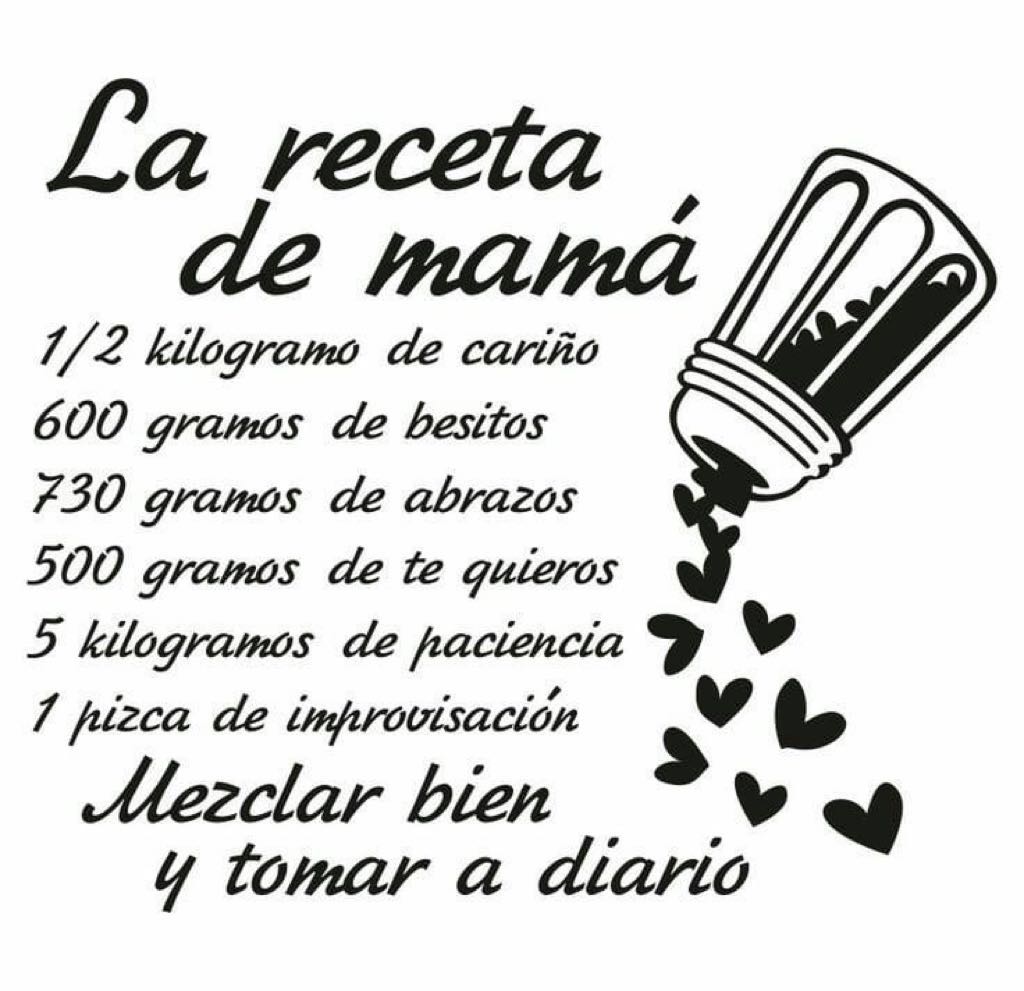 La receta
de mamá
1/2 kilogramo de cariño
600 gramos de besitos
730 gramos de abrazos
500 gramos de te quieros
5 kilogramos de paciencia
1 pizca de improvisación
Mezclar bien
y tomar a diario